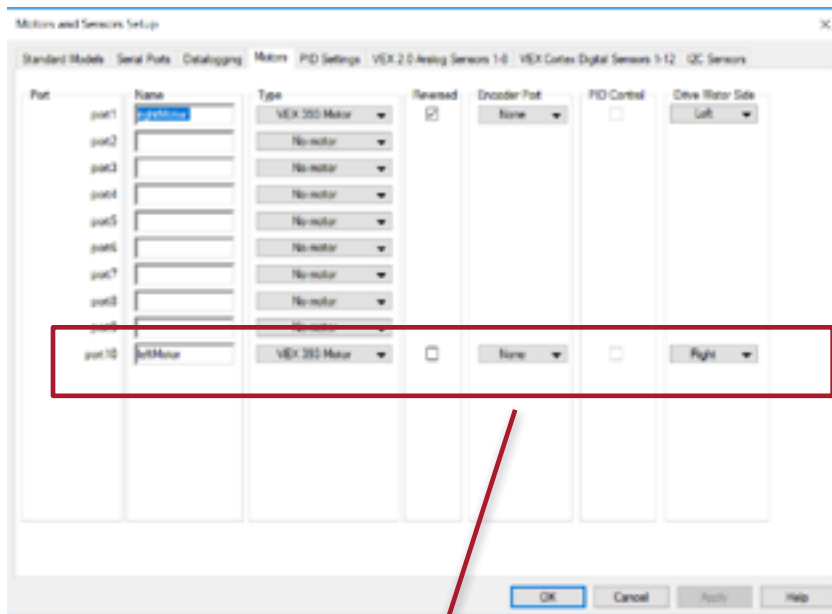 Motors and Sensors Setup
Standard Models Serial Ports Datalogging Motors PID Settings VEX 2.0 Analog Sensors 1-8 VEX Cortex Digital Sensors 1-12 I2C Sensors
Port Name Type Reversed Encoder Port PID Control Drive Motor Side
port1 rightMotor VEX 393 Motor None Left
port2 No motor
port3 No motor
port4 No motor
port5 No motor
port6 No motor
port7 No motor
port8 No motor
port9 No motor
port10 leftMotor VEX 393 Motor None Right
OK Cancel Apply Help